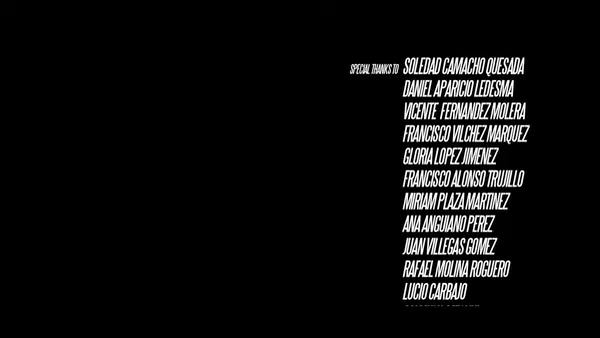 SPECIAL THANKS TO SOLEDAD CAMACHO QUESADA
DANIEL APARICIO LEDESMA
VICENTE FERNANDEZ MOLERA
FRANCISCO VILCHEZ MARQUEZ
GLORIA LOPEZ JIMENEZ
FRANCISCO ALONSO TRUJILLO
MIRIAM PLAZA MARTINEZ
ANA ANGUIANO PEREZ
JUAN VILLEGAS GOMEZ
RAFAEL MOLINA ROGUERO
LUCIO CARBAJO